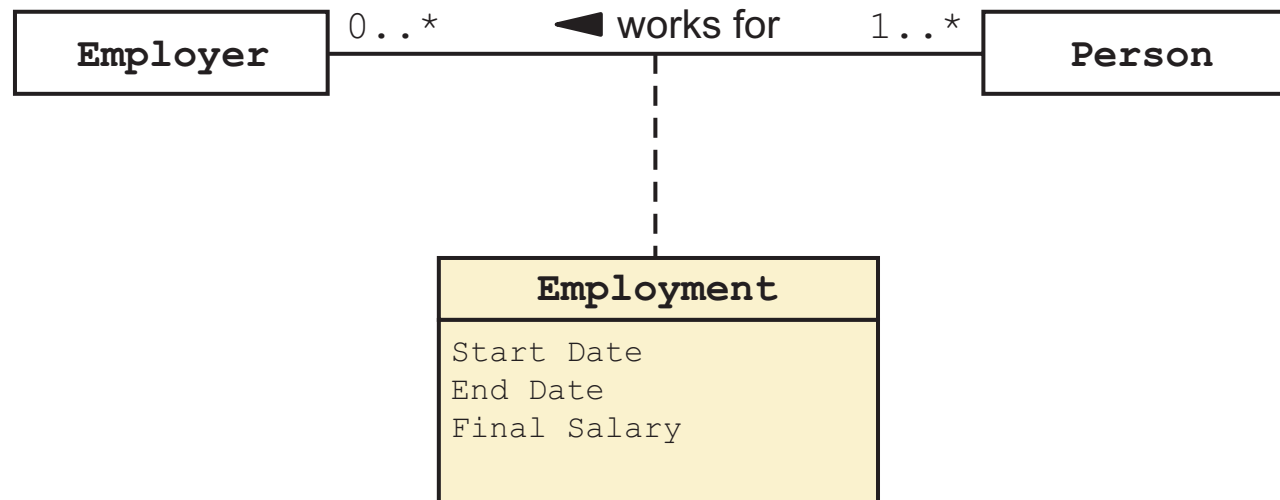 0..* works for 1..*
Employer Person
Employment
Start Date
End Date
Final Salary